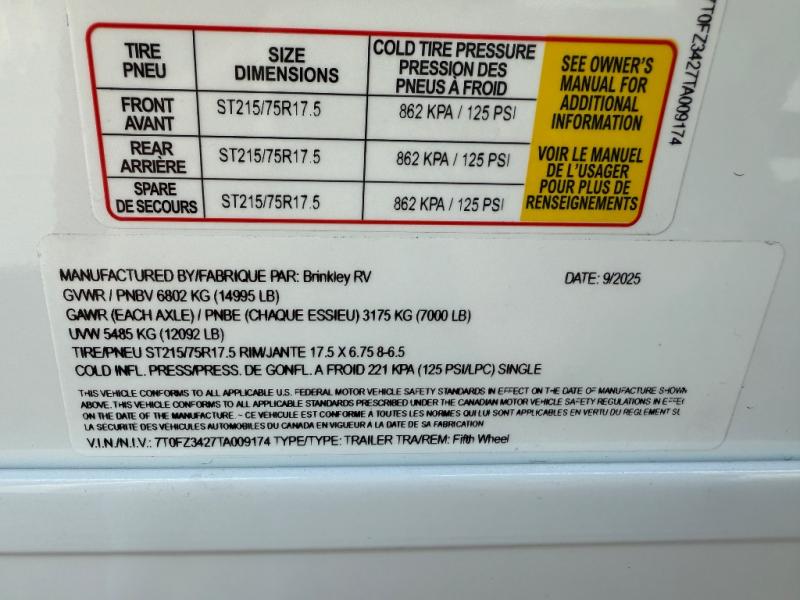 TIRE PNEU
SIZE DIMENSIONS
COLD TIRE PRESSURE PRESSION DES PNEUS À FROID
FRONT AVANT
ST215/75R17.5
862 KPA / 125 PSI
REAR ARRIÈRE
ST215/75R17.5
862 KPA / 125 PSI
SPARE DE SECOURS
ST215/75R17.5
862 KPA / 125 PSI
SEE OWNER'S
MANUAL FOR
ADDITIONAL
INFORMATION
VOIR LE MANUEL
DE L'USAGER
POUR PLUS DE
RENSEIGNEMENTS
7T0FZ3427TA009174
MANUFACTURED BY/FABRIQUE PAR: Brinkley RV DATE: 9/2025
GVWR / PNBV 6802 KG (14995 LB)
GAWR (EACH AXLE) / PNBE (CHAQUE ESSIEU) 3175 KG (7000 LB)
UVW 5485 KG (12092 LB)
TIRE/PNEU ST215/75R17.5 RIM/JANTE 17.5 X 6.75 8-6.5
COLD INFL. PRESS/PRESS. DE GONFL. A FROID 221 KPA (125 PSI/LPC) SINGLE
THIS VEHICLE CONFORMS TO ALL APPLICABLE U.S. FEDERAL MOTOR VEHICLE SAFETY STANDARDS IN EFFECT ON THE DATE OF MANUFACTURE SHOWN
ABOVE. THIS VEHICLE CONFORMS TO ALL APPLICABLE STANDARDS PRESCRIBED UNDER THE CANADIAN MOTOR VEHICLE SAFETY REGULATIONS IN EFFEC
ON THE DATE OF THE MANUFACTURE. ~ CE VEHICULE EST CONFORME A TOUTES LES NORMES QUI LUI SONT APPLICABLES EN VERTU DU REGLEMENT SU
LA SÉCURITÉ DES VÉHICULES AUTOMOBILES DU CANADA EN VIGUEUR A LA DATE DE SA FABRICATION
V.I.N./N.I.V.: 7T0FZ3427TA009174 TYPE/TYPE: TRAILER TRA/REM: Fifth Wheel